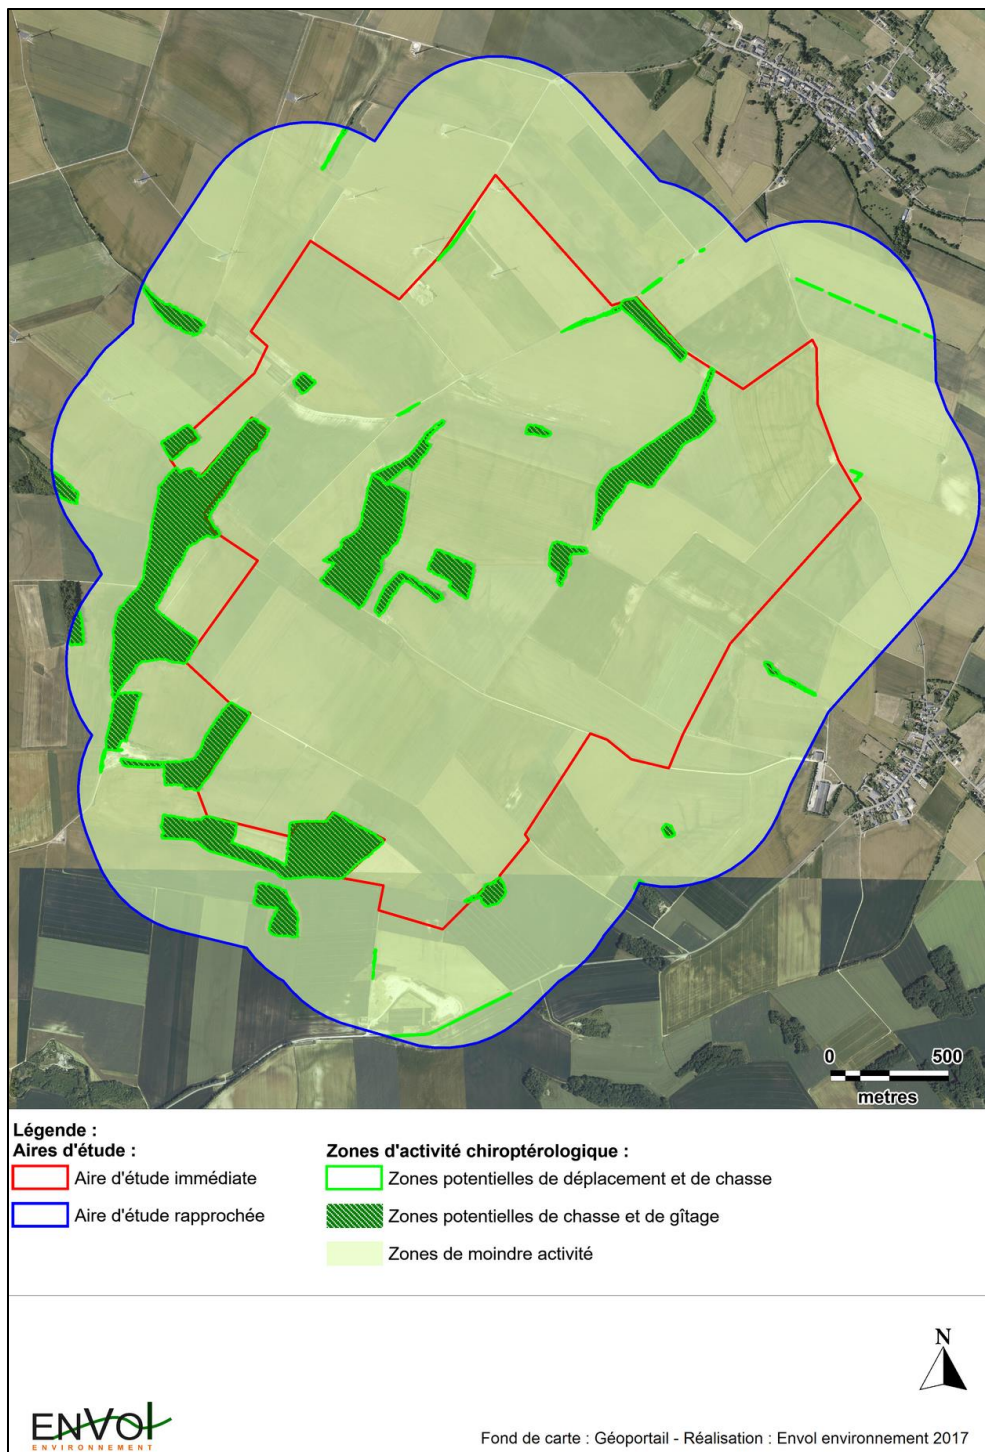 0 500
metres
Légende :
Aires d'étude :
Aire d'étude immédiate
Aire d'étude rapprochée
Zones d'activité chiroptérologique :
Zones potentielles de déplacement et de chasse
Zones potentielles de chasse et de gîtage
Zones de moindre activité
N
ENVOl
ENVIRONNEMENT
Fond de carte : Géoportail - Réalisation : Envol environnement 2017